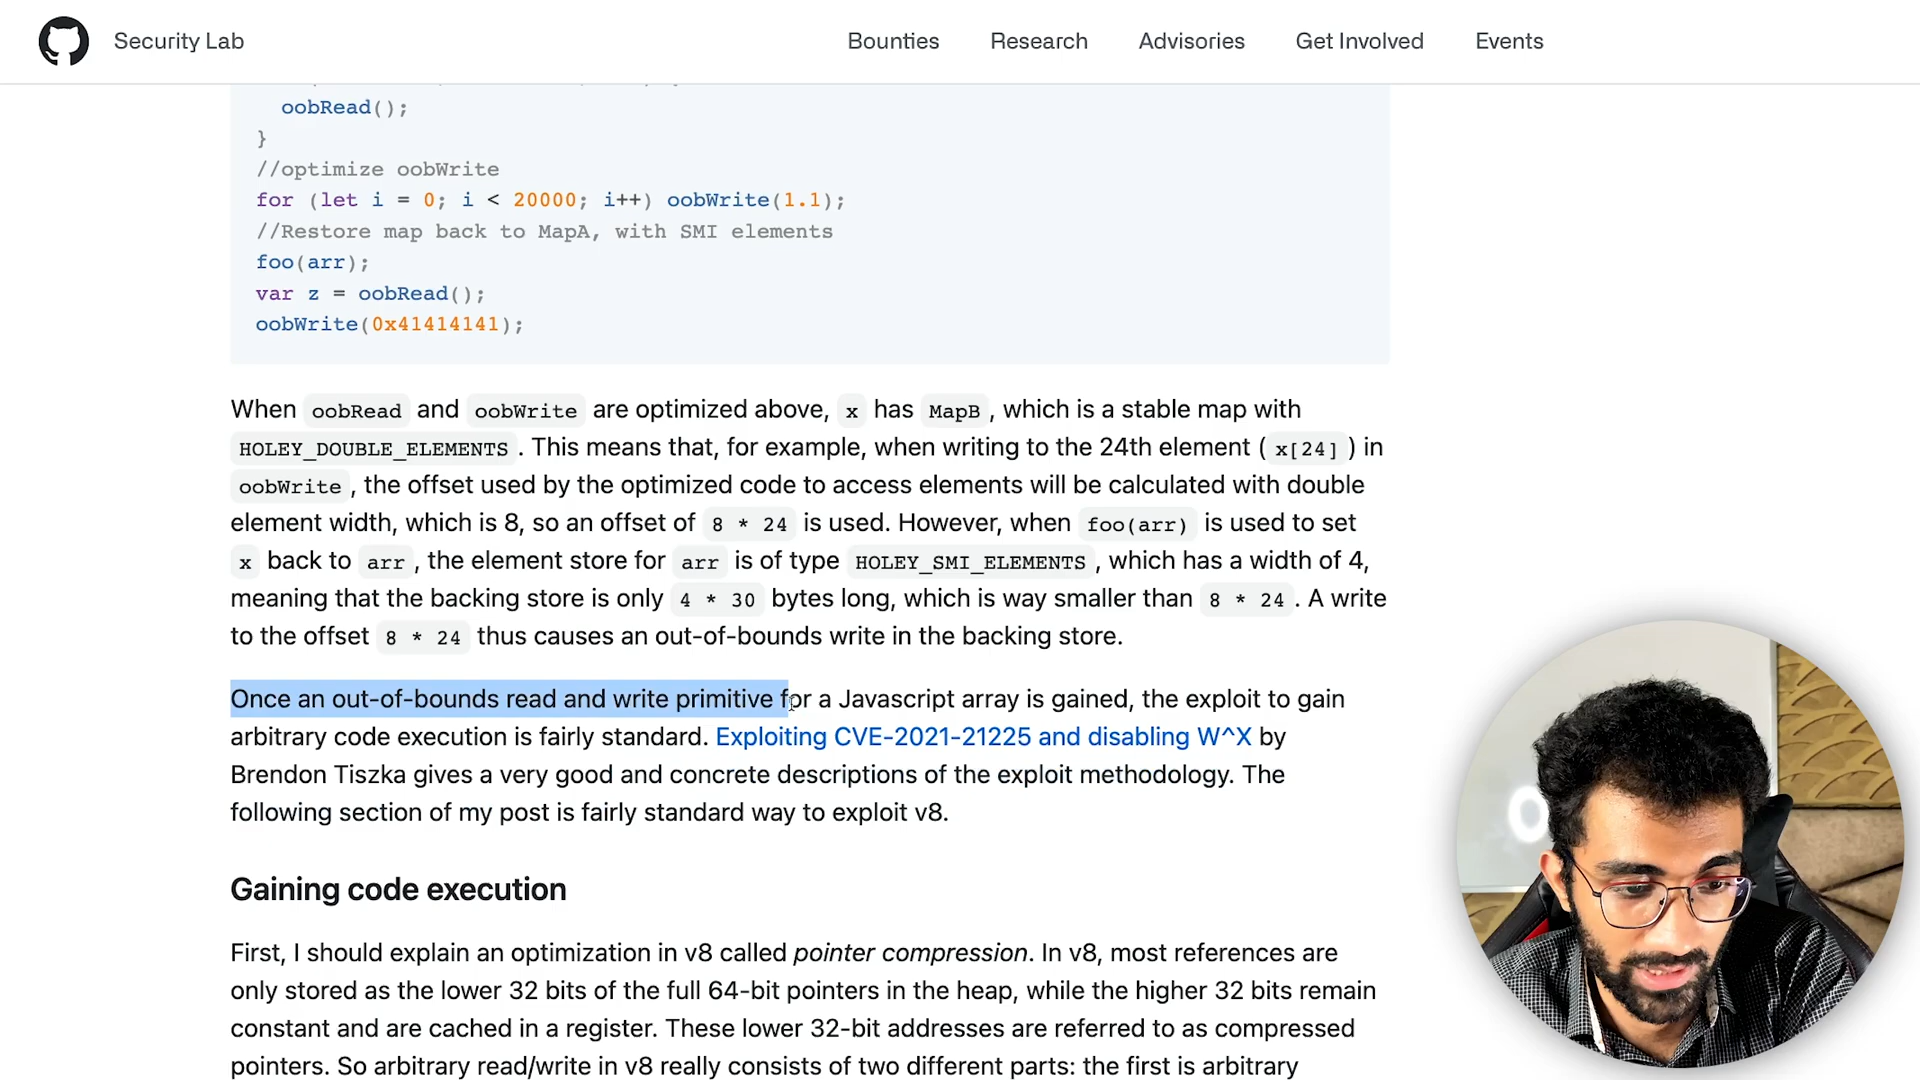 Security Lab
Bounties
Research
Advisories
Get Involved
Events
oobRead();
}
//optimize oobWrite
for (let i = 0; i < 20000; i++) oobWrite(1.1);
//Restore map back to MapA, with SMI elements
foo(arr);
var z = oobRead();
oobWrite(0x41414141);
When oobRead and oobWrite are optimized above, x has MapB , which is a stable map with
HOLEY_DOUBLE_ELEMENTS . This means that, for example, when writing to the 24th element ( x[24] ) in
oobWrite , the offset used by the optimized code to access elements will be calculated with double
element width, which is 8, so an offset of 8 * 24 is used. However, when foo(arr) is used to set
x back to arr , the element store for arr is of type HOLEY_SMI_ELEMENTS , which has a width of 4,
meaning that the backing store is only 4 * 30 bytes long, which is way smaller than 8 * 24 . A write
to the offset 8 * 24 thus causes an out-of-bounds write in the backing store.
Once an out-of-bounds read and write primitive for a Javascript array is gained, the exploit to gain
arbitrary code execution is fairly standard. Exploiting CVE-2021-21225 and disabling W^X by
Brendon Tiszka gives a very good and concrete descriptions of the exploit methodology. The
following section of my post is fairly standard way to exploit v8.
Gaining code execution
First, I should explain an optimization in v8 called pointer compression. In v8, most references are
only stored as the lower 32 bits of the full 64-bit pointers in the heap, while the higher 32 bits remain
constant and are cached in a register. These lower 32-bit addresses are referred to as compressed
pointers. So arbitrary read/write in v8 really consists of two different parts: the first is arbitrary